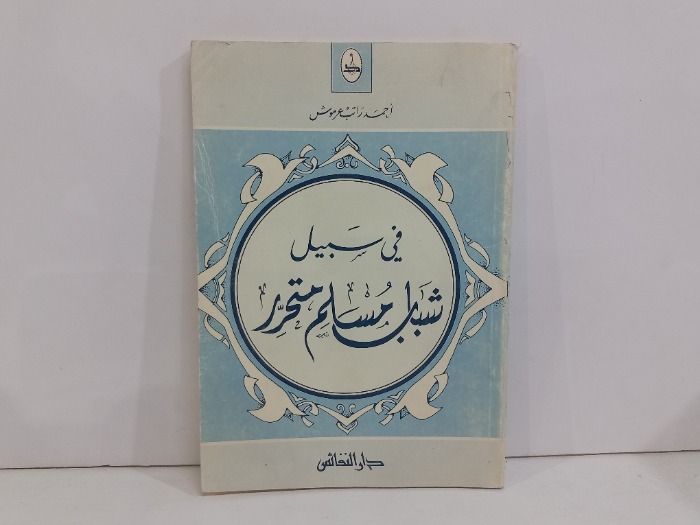 أحمد راتب عرموش
في سبيل
شباب مسلم متحرر
دار النفائس